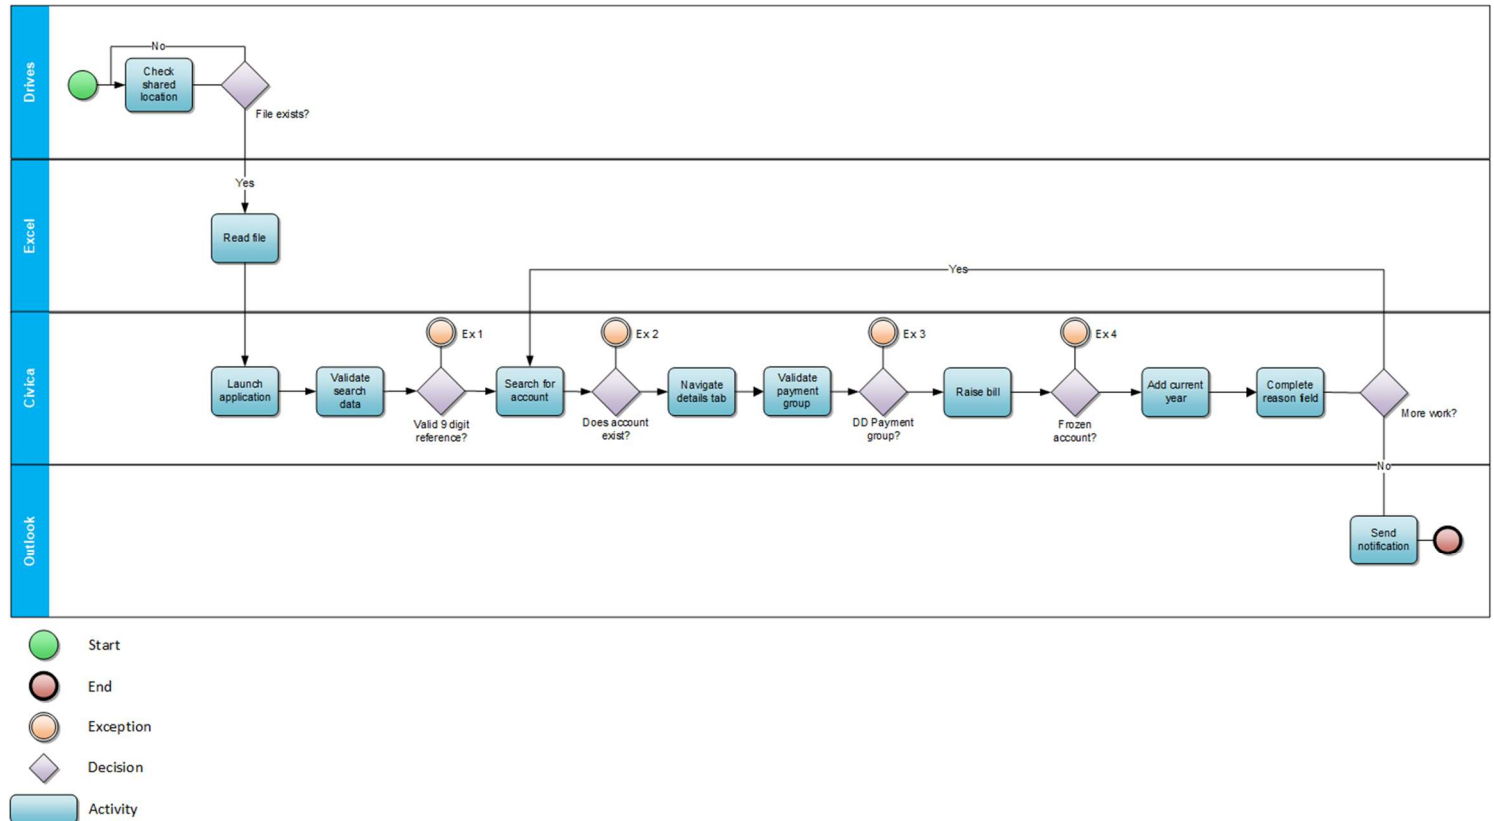 Drives
No
Check
shared
location
File exists?
Yes
Excel
Read file
Yes
Civica
Launch
application
Validate
search
data
Ex 1
Valid 9 digit
reference?
Search for
account
Ex 2
Does account
exist?
Navigate
details tab
Validate
payment
group
Ex 3
DD Payment
group?
Raise bill
Ex 4
Frozen
account?
Add current
year
Complete
reason field
More work?
No
Outlook
Send
notification
Start
End
Exception
Decision
Activity